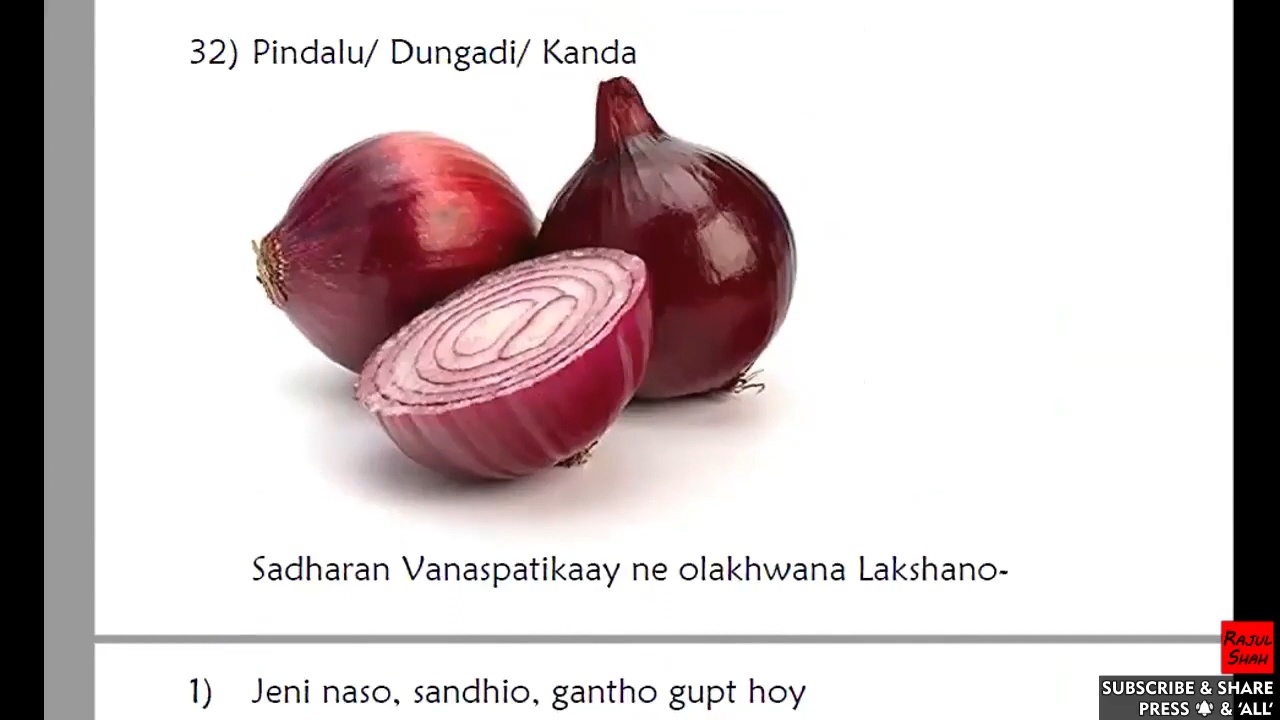 32) Pindalu/ Dungadi/ Kanda
Sadharan Vanaspatikaay ne olakhwana Lakshano-
1) Jeni naso, sandhio, gantho gupt hoy
RAJUL
SHAH
SUBSCRIBE & SHARE
PRESS 🔔 & 'ALL'